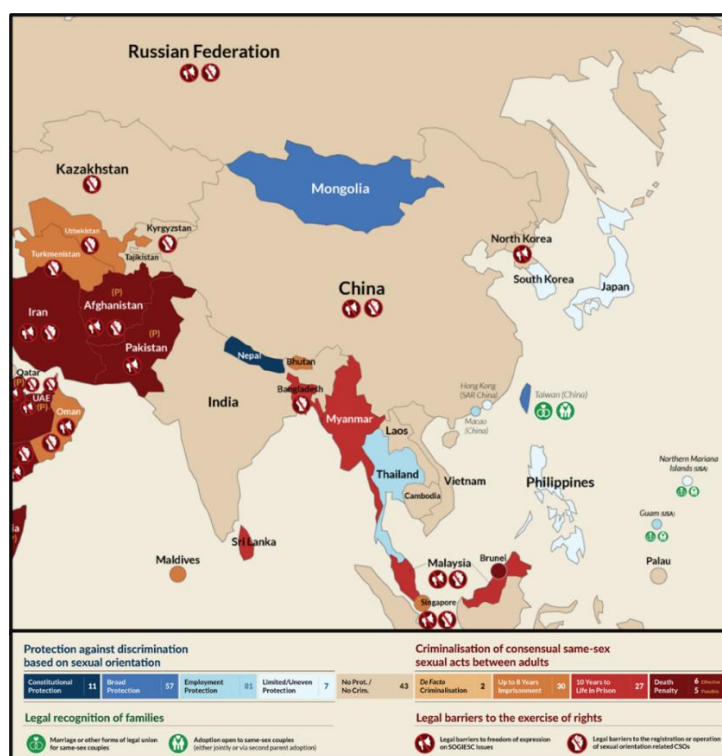 Russian Federation
Kazakhstan
Mongolia
Uzbekistan
Kyrgyzstan
Turkmenistan
Tajikistan
North Korea
South Korea
Japan
China
(P)
Iran
Afghanistan
(P)
Pakistan
Nepal
Bhutan
Qatar
(P)
UAE
(P)
Oman
Bangladesh
India
Myanmar
Hong Kong
(SAR China)
Macao
(China)
Taiwan (China)
Laos
Thailand
Vietnam
Cambodia
Philippines
Northern Mariana
Islands (USA)
Guam (USA)
Palau
Sri Lanka
Maldives
Malaysia
Brunei
Singapore
Protection against discrimination
based on sexual orientation
Constitutional
Protection
11
Broad
Protection
57
Employment
Protection
81
Limited/Uneven
Protection
7
No Prot. /
No Crim.
43
Criminalisation of consensual same-sex
sexual acts between adults
De Facto
Criminalisation
2
Up to 8 Years
Imprisonment
30
10 Years to
Life in Prison
27
Death
Penalty
6 Effective
5 Possible
Legal recognition of families
Marriage or other forms of legal union
for same-sex couples
Adoption open to same-sex couples
(either jointly or via second parent adoption)
Legal barriers to the exercise of rights
Legal barriers to freedom of expression
on SOGIESC issues
Legal barriers to the registration or operation
of sexual orientation related CSOs